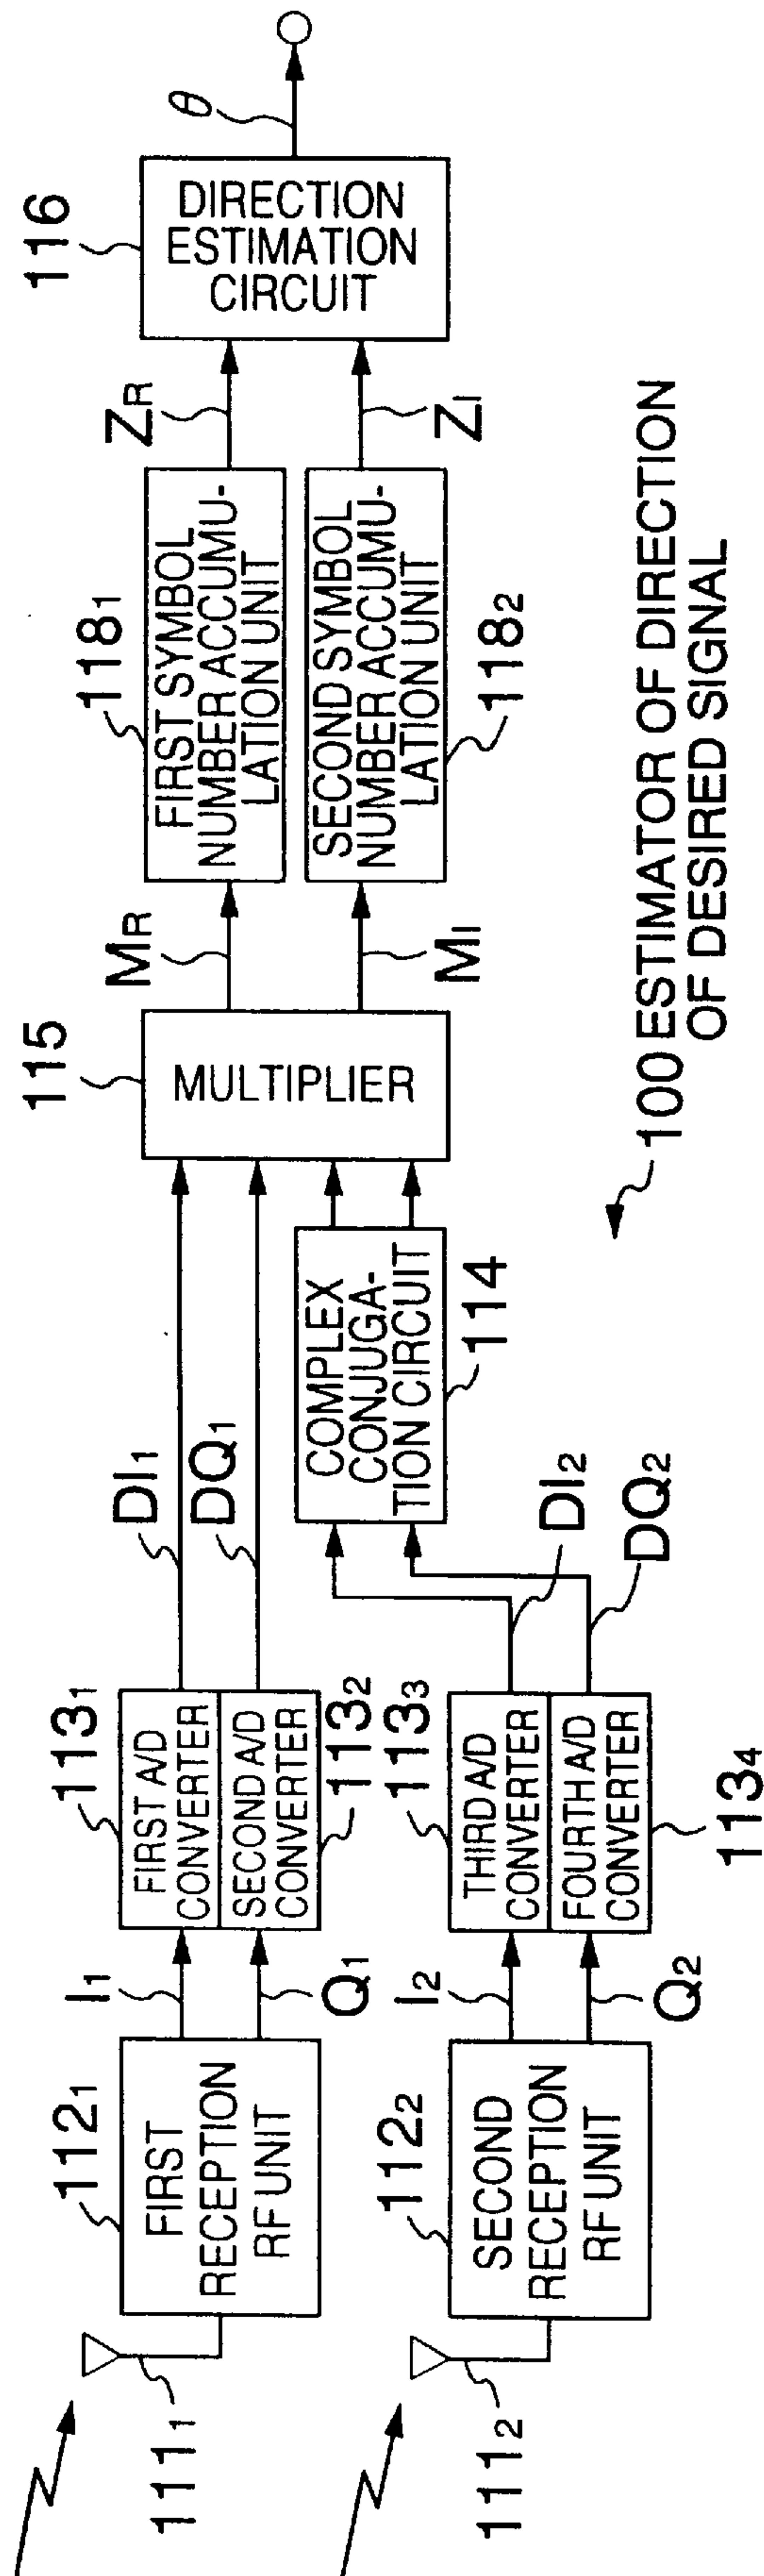 111₁
111₂
112₁
FIRST
RECEPTION
RF UNIT
112₂
SECOND
RECEPTION
RF UNIT
I₁
Q₁
I₂
Q₂
113₁
FIRST A/D
CONVERTER
SECOND A/D
CONVERTER
113₂
113₃
THIRD A/D
CONVERTER
FOURTH A/D
CONVERTER
113₄
DI₁
DQ₁
DI₂
DQ₂
COMPLEX
CONJUGA-
TION CIRCUIT
114
115
MULTIPLIER
MR
MI
118₁
FIRST SYMBOL
NUMBER ACCUMU-
LATION UNIT
SECOND SYMBOL
NUMBER ACCUMU-
LATION UNIT
118₂
ZR
ZI
116
DIRECTION
ESTIMATION
CIRCUIT
θ
100 ESTIMATOR OF DIRECTION
OF DESIRED SIGNAL